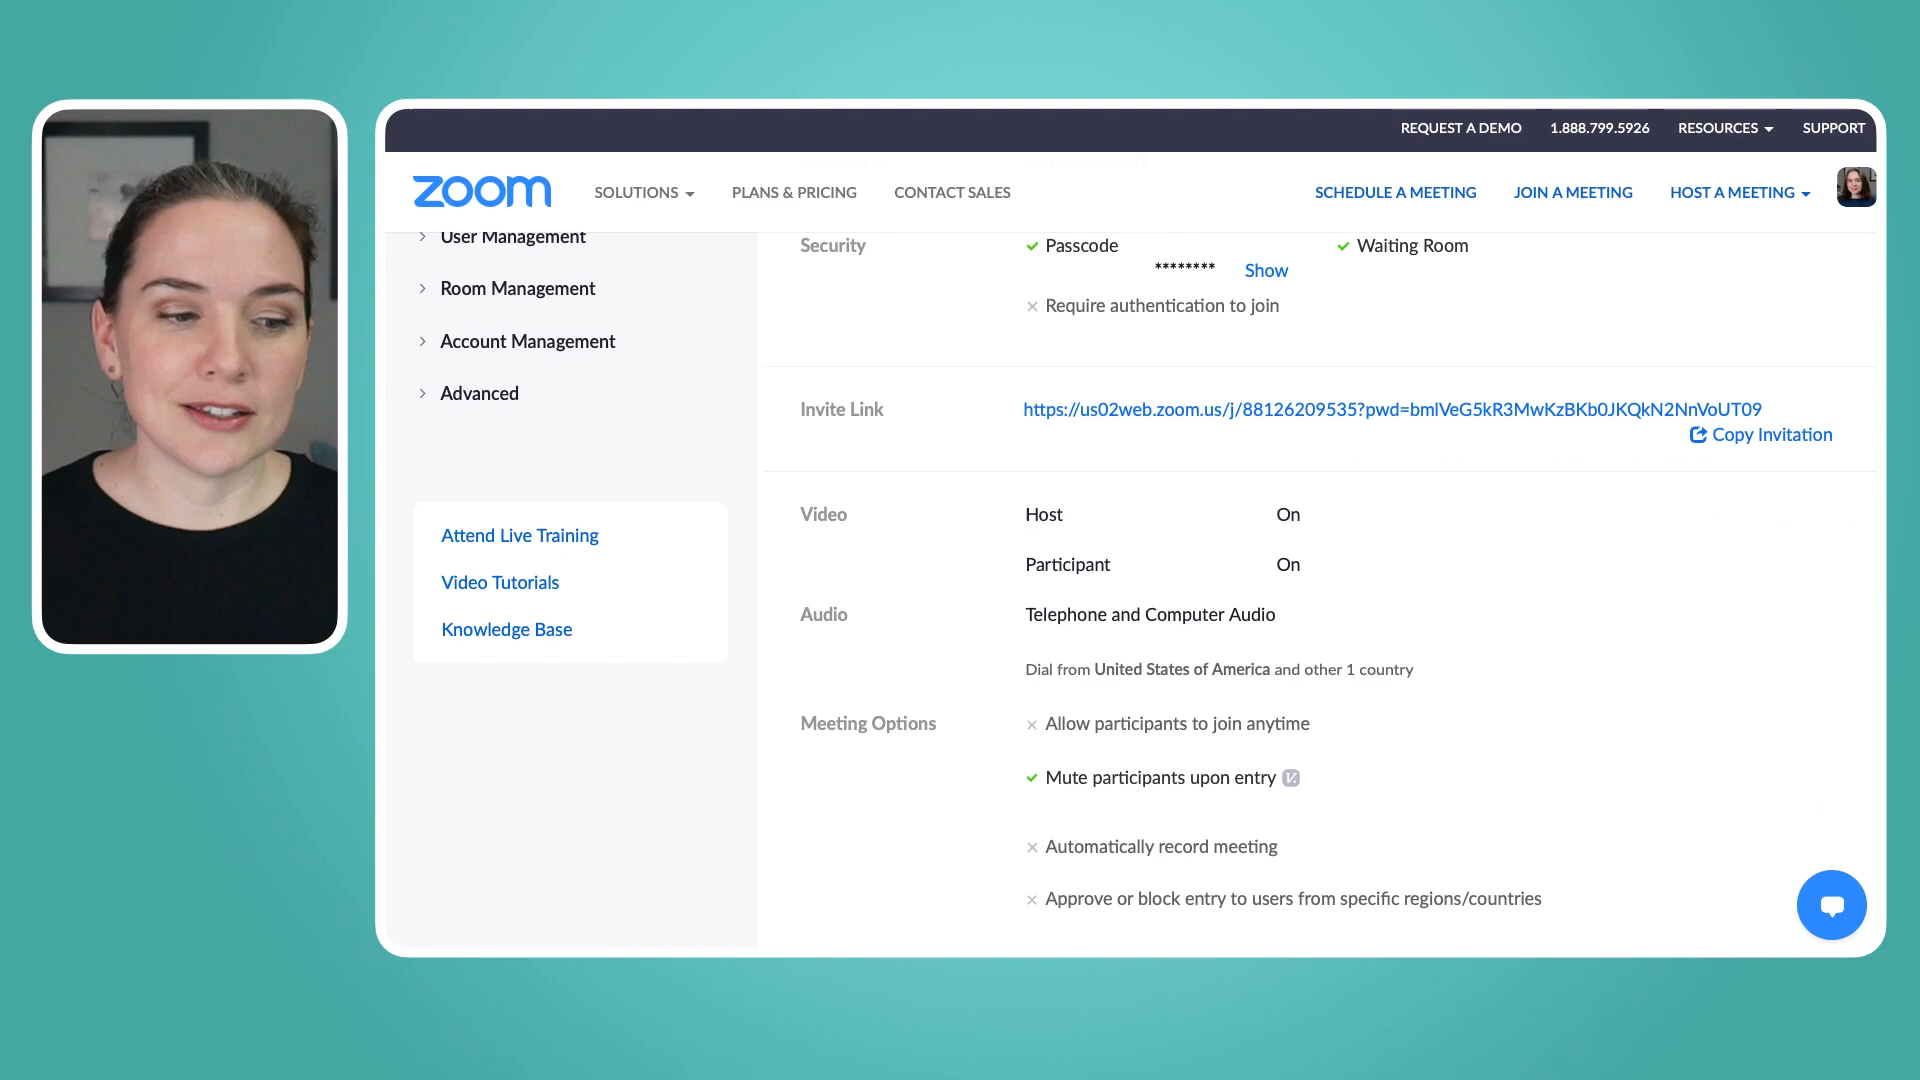 REQUEST A DEMO 1.888.799.5926 RESOURCES SUPPORT
zoom SOLUTIONS PLANS & PRICING CONTACT SALES SCHEDULE A MEETING JOIN A MEETING HOST A MEETING
User Management
Room Management
Account Management
Advanced
Attend Live Training
Video Tutorials
Knowledge Base
Security Passcode Waiting Room
******** Show
Require authentication to join
Invite Link https://us02web.zoom.us/j/88126209535?pwd=bmlVeG5kR3MwKzBKb0JKQkN2NnVoUT09
Copy Invitation
Video Host On
Participant On
Audio Telephone and Computer Audio
Dial from United States of America and other 1 country
Meeting Options Allow participants to join anytime
Mute participants upon entry
Automatically record meeting
Approve or block entry to users from specific regions/countries